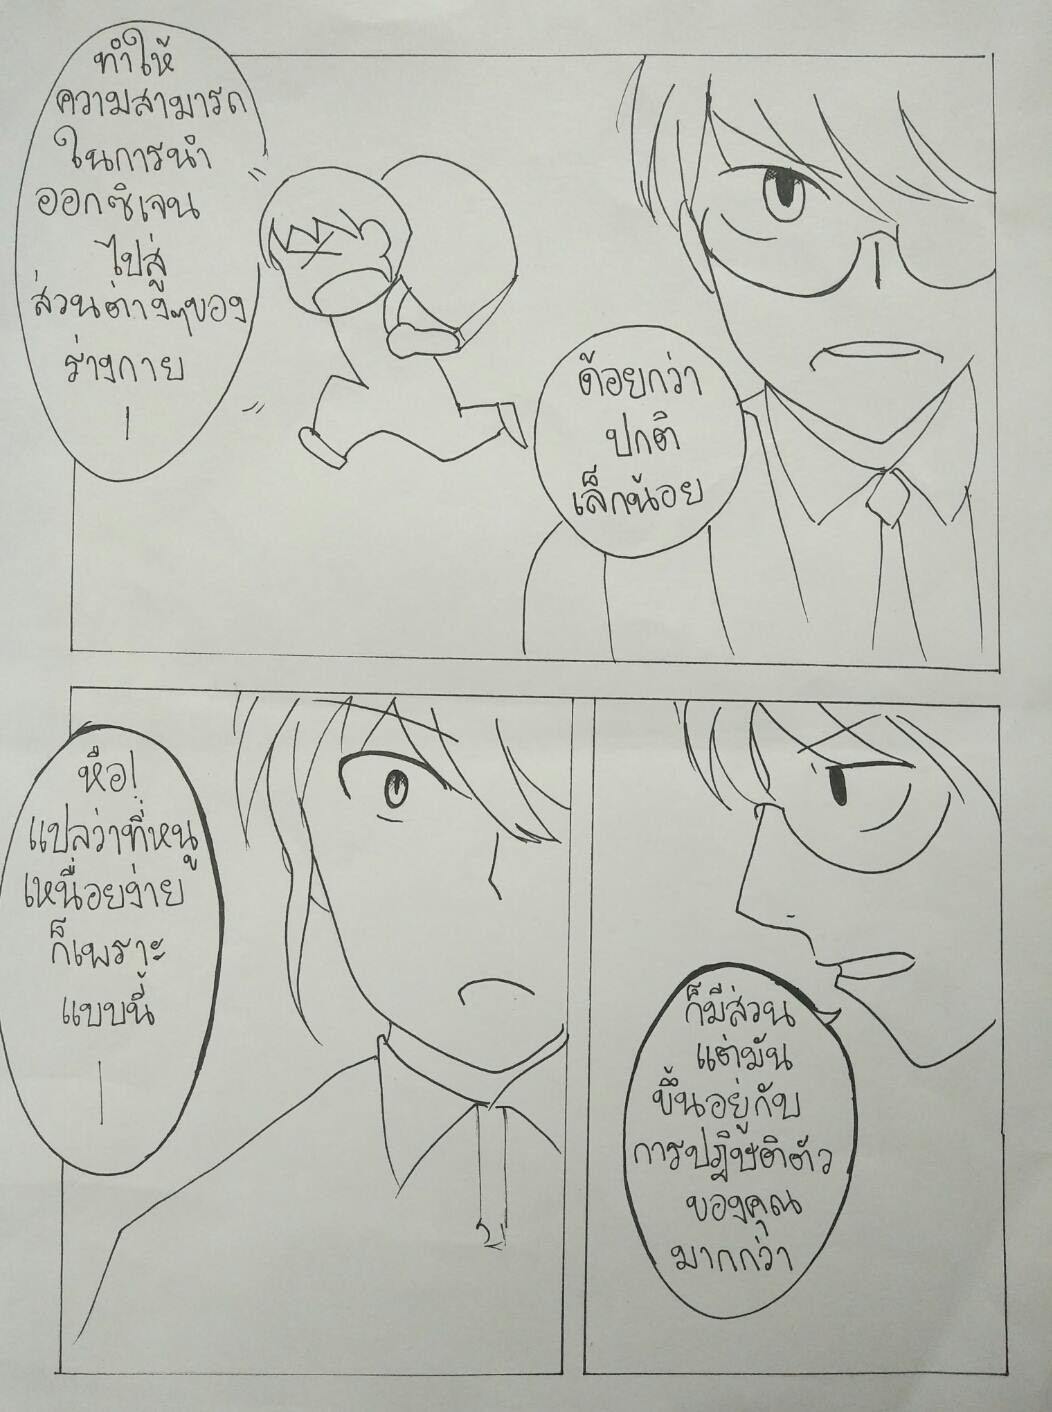 ทำให้
ความสามารถ
ในการนำ
ออกซิเจน
ไปสู่
ส่วนต่างๆของ
ร่างกาย
ด้อยกว่า
ปกติ
เล็กน้อย
หือ!
แปลว่าที่หนู
เหนื่อยง่าย
ก็เพราะ
แบบนี้
ก็มีส่วน
แต่มัน
ขึ้นอยู่กับ
การปฎิษติตัว
ของคุณ
มากกว่า